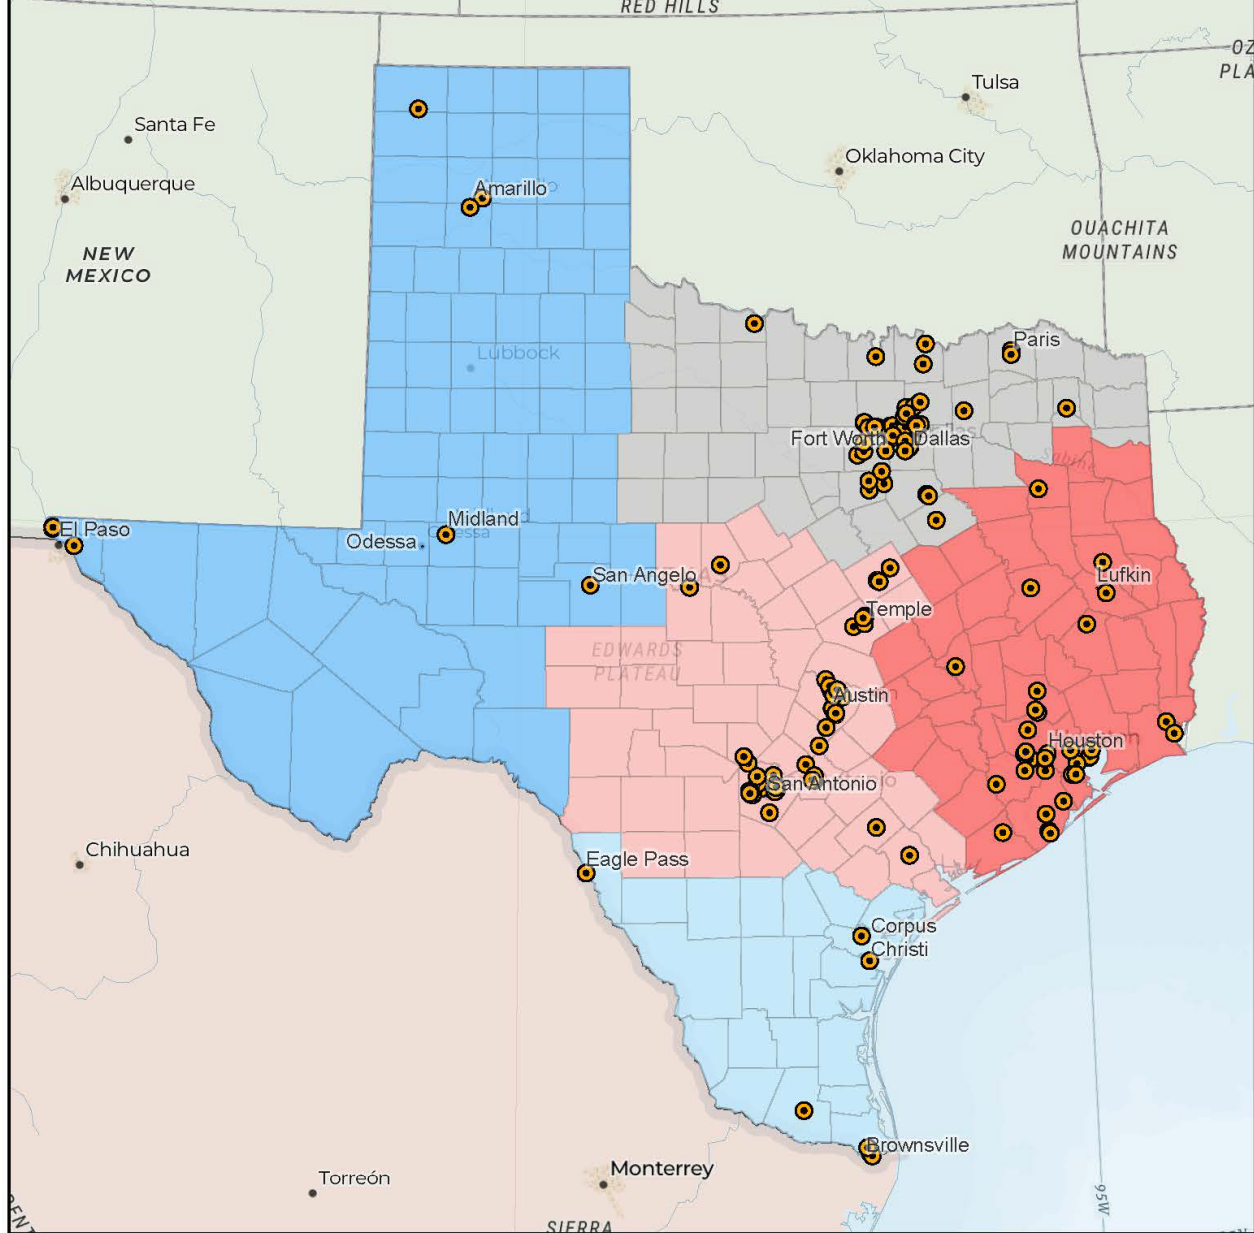 RED HILLS
OZ
PLA
Tulsa
Santa Fe
Oklahoma City
Albuquerque
Amarillo
OUACHITA
MOUNTAINS
NEW
MEXICO
Paris
Lubbock
Fort Worth
Dallas
Sabine
Midland
El Paso
Odessa
San Angelo
Lufkin
Temple
EDWARDS
PLATEAU
Austin
Houston
San Antonio
Chihuahua
Eagle Pass
Corpus
Christi
Brownsville
Monterrey
Torreón
95W
SIERRA